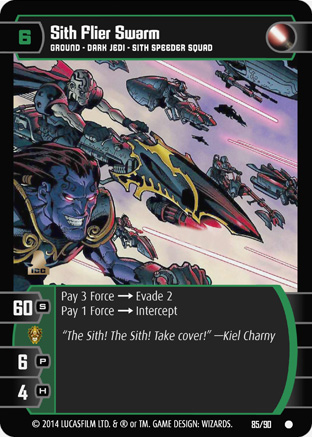 6 Sith Flier Swarm
GROUND - DARK JEDI - SITH SPEEDER SQUAD
60 S
Pay 3 Force → Evade 2
Pay 1 Force → Intercept
“The Sith! The Sith! Take cover!” —Kiel Charny
6 P
4 H
© 2014 LUCASFILM LTD. & ® or TM. GAME DESIGN: WIZARDS. 85/90